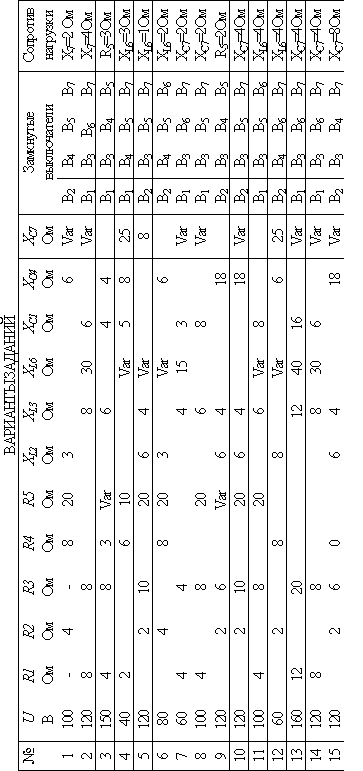 ВАРИАНТЫ ЗАДАНИЙ
№ U R1 R2 R3 R4 R5 XL2 XL3 XL6 XC1 XC4 XC7 Замкнутые Сопротив
В Ом Ом Ом Ом Ом Ом Ом Ом Ом Ом Ом выключатели нагрузки
1 100 - 4 - 8 20 3 6 Var В2 В4 В5 В7 X7=2 Ом
2 120 8 8 8 30 6 Var В1 В3 В6 В7 X7=4Ом
3 150 4 8 3 Var 6 4 4 В1 В3 В4 В5 R5=3Ом
4 40 2 6 10 Var 5 8 25 В1 В4 В5 В7 XL6=3Ом
5 120 2 10 20 6 4 Var 8 В2 В3 В5 В7 XL6=1Ом
6 80 4 8 20 3 Var 6 В2 В4 В5 В6 XL6=2Ом
7 60 4 4 4 15 3 Var В1 В3 В6 В7 XC7=2Ом
8 100 4 8 20 6 8 Var В1 В3 В5 В7 XC7=2Ом
9 120 2 6 Var 6 4 18 В2 В3 В4 В5 R5=2Ом
10 120 2 10 20 6 4 18 Var В2 В3 В5 В7 XC7=4Ом
11 100 4 8 20 6 Var 8 В1 В3 В5 В6 XL6=4Ом
12 60 2 8 8 Var 6 25 В2 В4 В6 В7 XL6=4Ом
13 160 12 20 12 40 16 Var В1 В3 В6 В7 XC7=4Ом
14 120 8 8 8 30 6 Var В1 В3 В6 В7 XC7=4Ом
15 120 2 6 0 6 4 18 Var В2 В3 В4 В7 XC7=8Ом